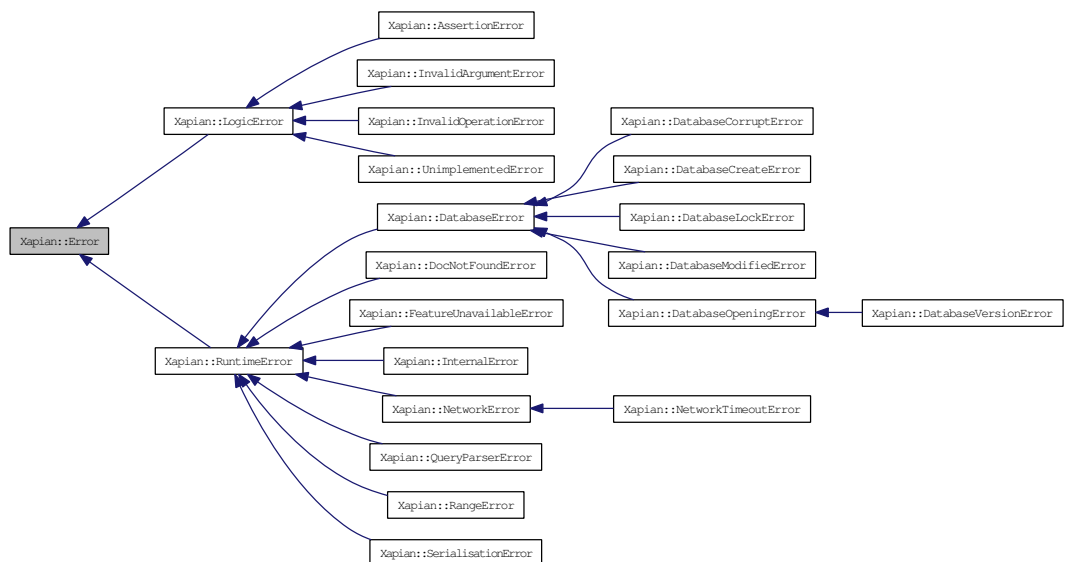 Xapian::AssertionError
Xapian::InvalidArgumentError
Xapian::LogicError
Xapian::InvalidOperationError
Xapian::DatabaseCorruptError
Xapian::UnimplementedError
Xapian::DatabaseCreateError
Xapian::DatabaseError
Xapian::DatabaseLockError
Xapian::Error
Xapian::DocNotFoundError
Xapian::DatabaseModifiedError
Xapian::FeatureUnavailableError
Xapian::DatabaseOpeningError
Xapian::DatabaseVersionError
Xapian::RuntimeError
Xapian::InternalError
Xapian::NetworkError
Xapian::NetworkTimeoutError
Xapian::QueryParserError
Xapian::RangeError
Xapian::SerialisationError